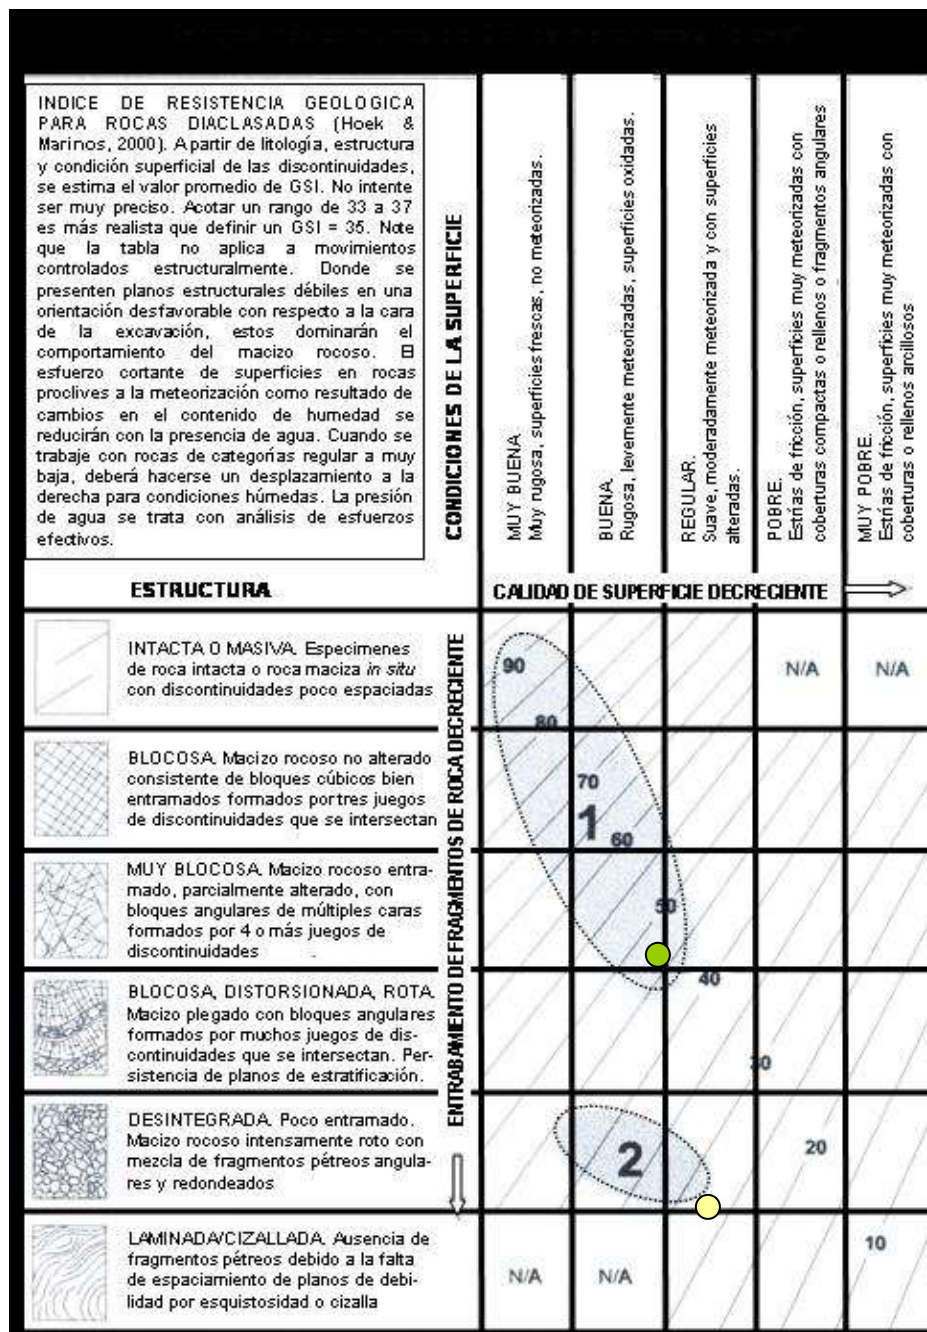 INDICE DE RESISTENCIA GEOLOGICA
PARA ROCAS DIACLASADAS (Hoek &
Marinos, 2000). A partir de litología, estructura
y condición superficial de las discontinuidades,
se estima el valor promedio de GSI. No intente
ser muy preciso. Acotar un rango de 33 a 37
es más realista que definir un GSI = 35. Note
que la tabla no aplica a movimientos
controlados estructuralmente. Donde se
presenten planos estructurales débiles en una
orientación desfavorable con respecto a la cara
de la excavación, estos dominarán el
comportamiento del macizo rocoso. El
esfuerzo cortante de superficies en rocas
proclives a la meteorización como resultado de
cambios en el contenido de humedad se
reducirán con la presencia de agua. Cuando se
trabaje con rocas de categorías regular a muy
baja, deberá hacerse un desplazamiento a la
derecha para condiciones húmedas. La presión
de agua se trata con análisis de esfuerzos
efectivos.
CONDICIONES DE LA SUPERFICIE
MUY BUENA.
Muy rugosa, superficies frescas, no meteorizadas.
BUENA.
Rugosa, levemente meteorizadas, superficies oxidadas.
REGULAR.
Suave, moderadamente meteorizada y con superficies
alteradas.
POBRE.
Estrías de fricción, superficies muy meteorizadas con
coberturas compactas o rellenos o fragmentos angulares
MUY POBRE.
Estrías de fricción, superficies muy meteorizadas con
coberturas o rellenos arcillosos
ESTRUCTURA
CALIDAD DE SUPERFICIE DECRECIENTE
ENTRABAMIENTO DE FRAGMENTOS DE ROCA DECRECIENTE
INTACTA O MASIVA. Especimenes
de roca intacta o roca maciza in situ
con discontinuidades poco espaciadas
90
80
N/A
N/A
BLOCOSA. Macizo rocoso no alterado
consistente de bloques cúbicos bien
entramados formados por tres juegos
de discontinuidades que se intersectan
70
1
60
MUY BLOCOSA. Macizo rocoso entra-
mado, parcialmente alterado, con
bloques angulares de múltiples caras
formados por 4 o más juegos de
discontinuidades
50
BLOCOSA, DISTORSIONADA, ROTA.
Macizo plegado con bloques angulares
formados por muchos juegos de dis-
continuidades que se intersectan. Per-
sistencia de planos de estratificación.
40
30
DESINTEGRADA. Poco entramado.
Macizo rocoso intensamente roto con
mezcla de fragmentos pétreos angula-
res y redondeados
2
20
LAMINADA/CIZALLADA. Ausencia de
fragmentos pétreos debido a la falta
de espaciamiento de planos de debi-
lidad por esquistosidad o cizalla
N/A
N/A
10